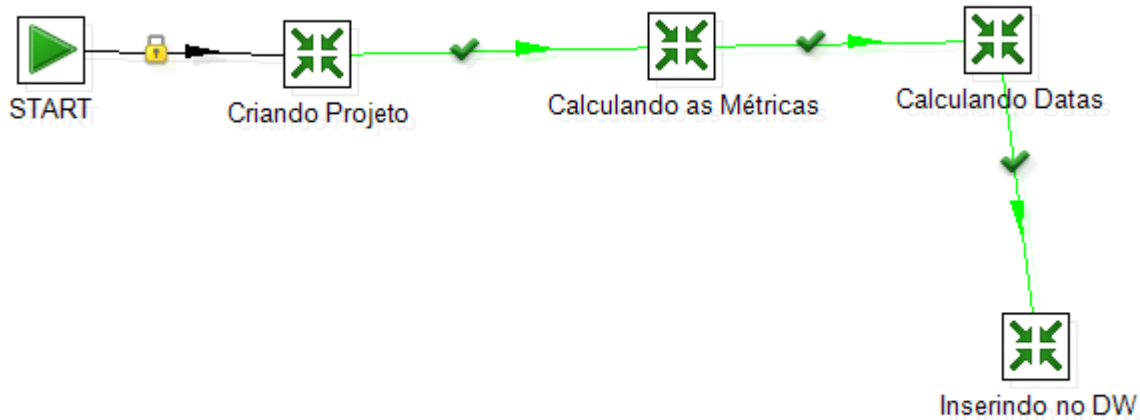 START
Criando Projeto
Calculando as Métricas
Calculando Datas
Inserindo no DW